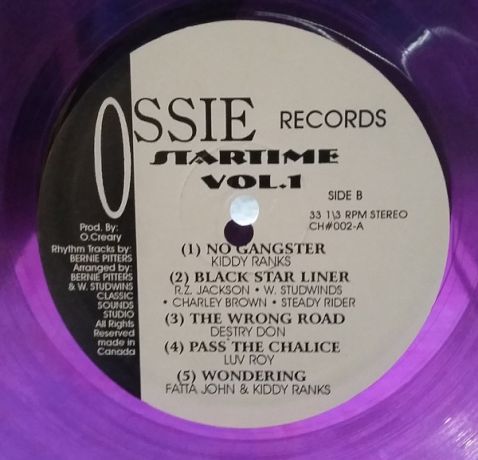 OSSIE RECORDS
STARTIME
VOL.1
SIDE B
33 1\3 RPM STEREO
CH#002-A
Prod. By:
O.Creary
Rhythm Tracks by:
BERNIE PITTERS
Arranged by:
BERNIE PITTERS
& W. STUDWINS
CLASSIC
SOUNDS
STUDIO
All Rights
Reserved
made in
Canada
(1) NO GANGSTER
KIDDY RANKS
(2) BLACK STAR LINER
R.Z. JACKSON • W. STUDWINDS
• CHARLEY BROWN • STEADY RIDER
(3) THE WRONG ROAD
DESTRY DON
(4) PASS THE CHALICE
LUV ROY
(5) WONDERING
FATTA JOHN & KIDDY RANKS